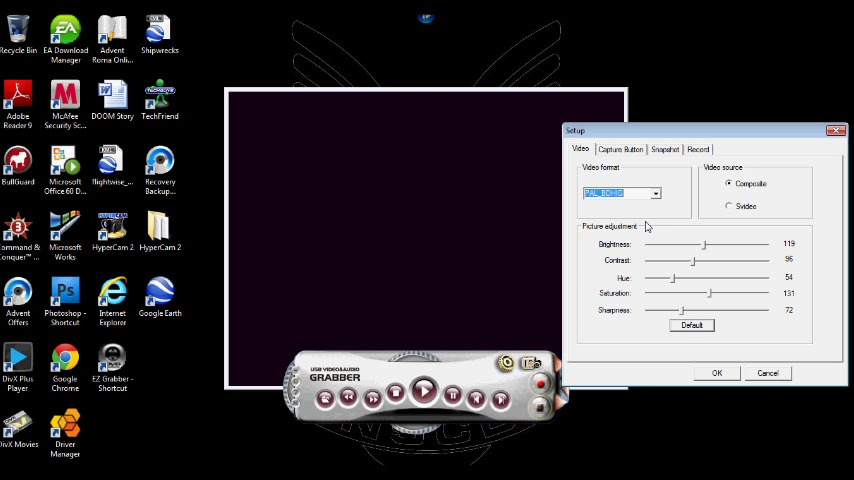 Recycle Bin
EA Download
Manager
Advent
Roma Onli...
Shipwrecks
Adobe
Reader 9
McAfee
Security Sc...
DOOM Story
TechFriend
BullGuard
Microsoft
Office 60 D...
flightwise_...
Recovery
Backup...
Command &
Conquer™...
Microsoft
Works
HyperCam 2
HyperCam 2
Advent
Offers
Photoshop -
Shortcut
Internet
Explorer
Google Earth
DivX Plus
Player
Google
Chrome
EZ Grabber -
Shortcut
DivX Movies
Driver
Manager
USB VIDEO&AUDIO
GRABBER
Setup
Video
Capture Button
Snapshot
Record
Video format
PAL_BDHIG
Video source
Composite
Svideo
Picture adjustment
Brightness: 119
Contrast: 96
Hue: 54
Saturation: 131
Sharpness: 72
Default
OK
Cancel